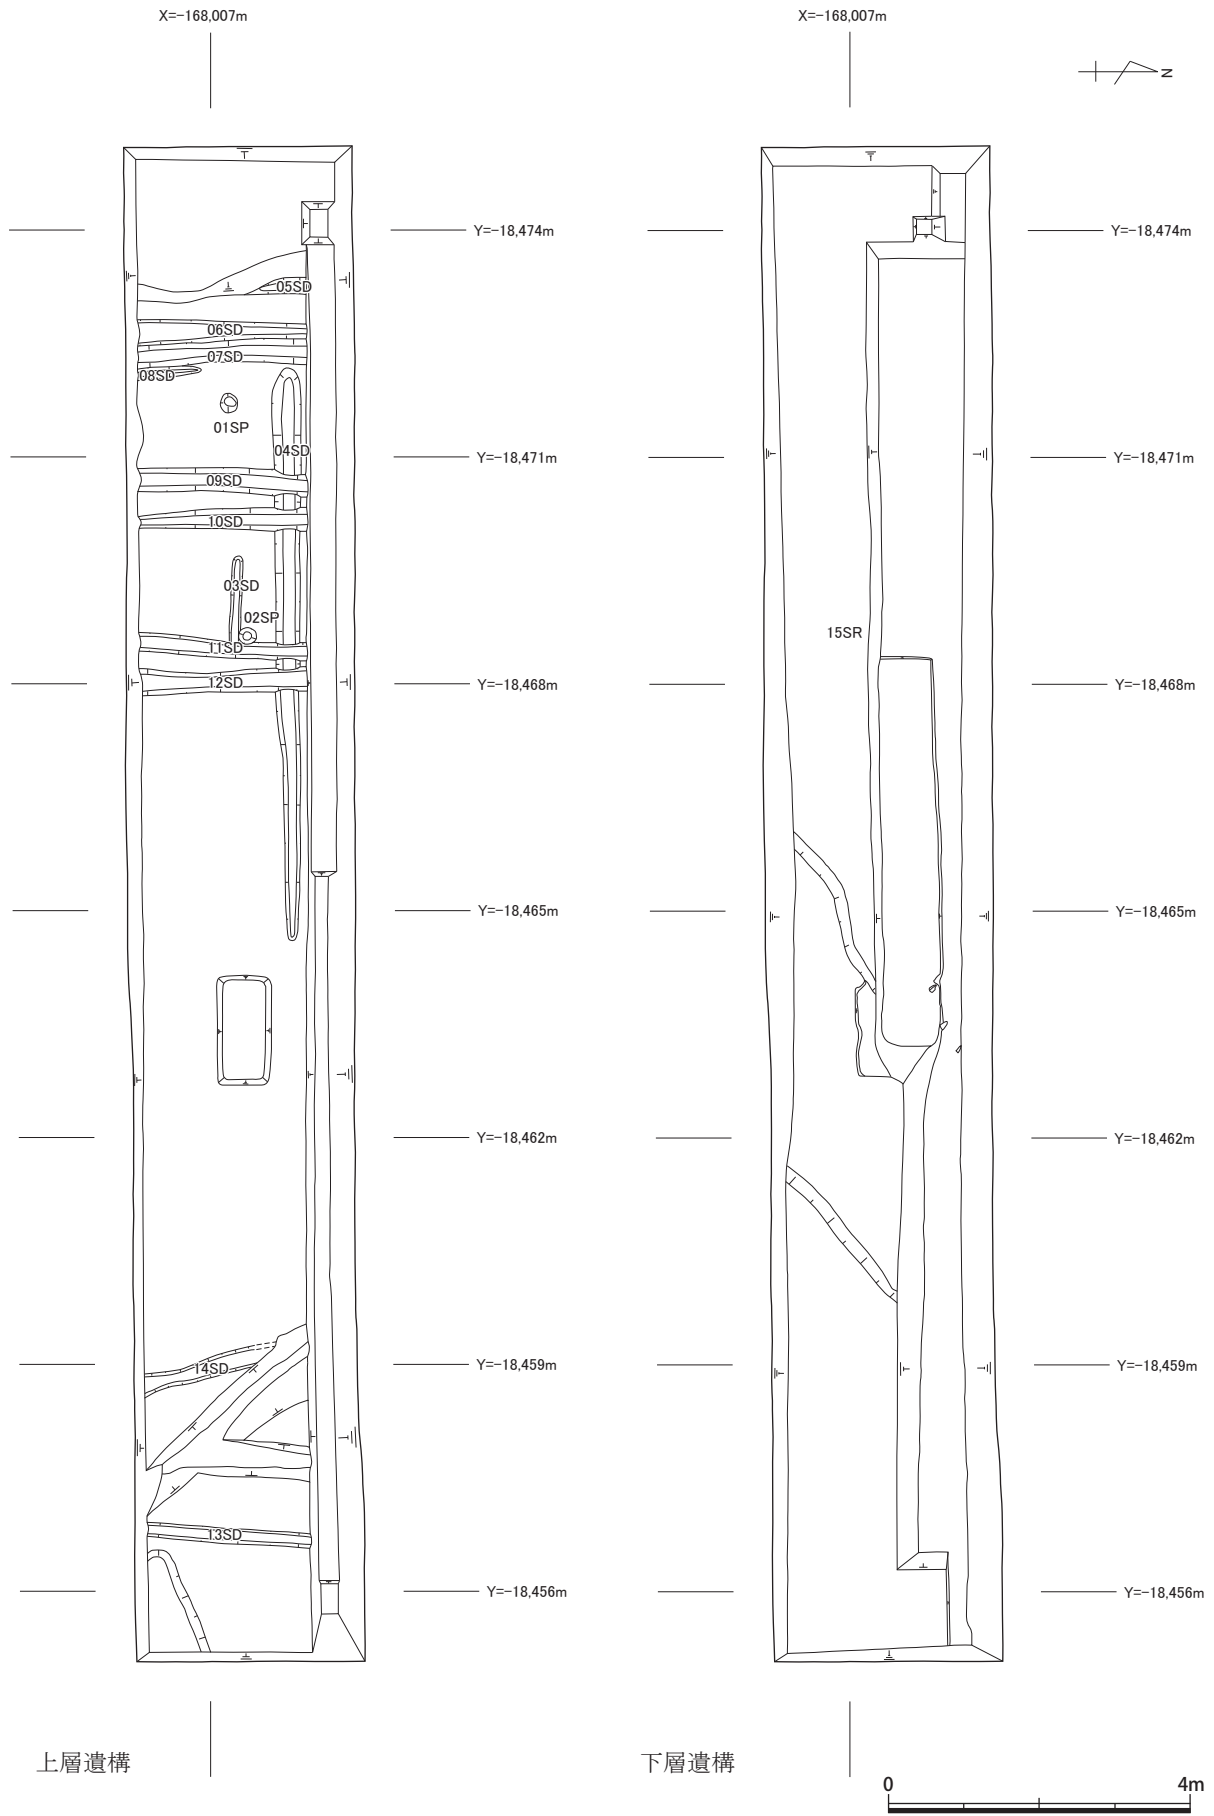 X=−168,007m
X=−168,007m
N
Y=−18,474m
Y=−18,474m
05SD
06SD
07SD
08SD
01SP
04SD
Y=−18,471m
Y=−18,471m
09SD
10SD
03SD
02SP
11SD
15SR
12SD
Y=−18,468m
Y=−18,468m
Y=−18,465m
Y=−18,465m
Y=−18,462m
Y=−18,462m
14SD
Y=−18,459m
Y=−18,459m
13SD
Y=−18,456m
Y=−18,456m
上層遺構
下層遺構
0 4m